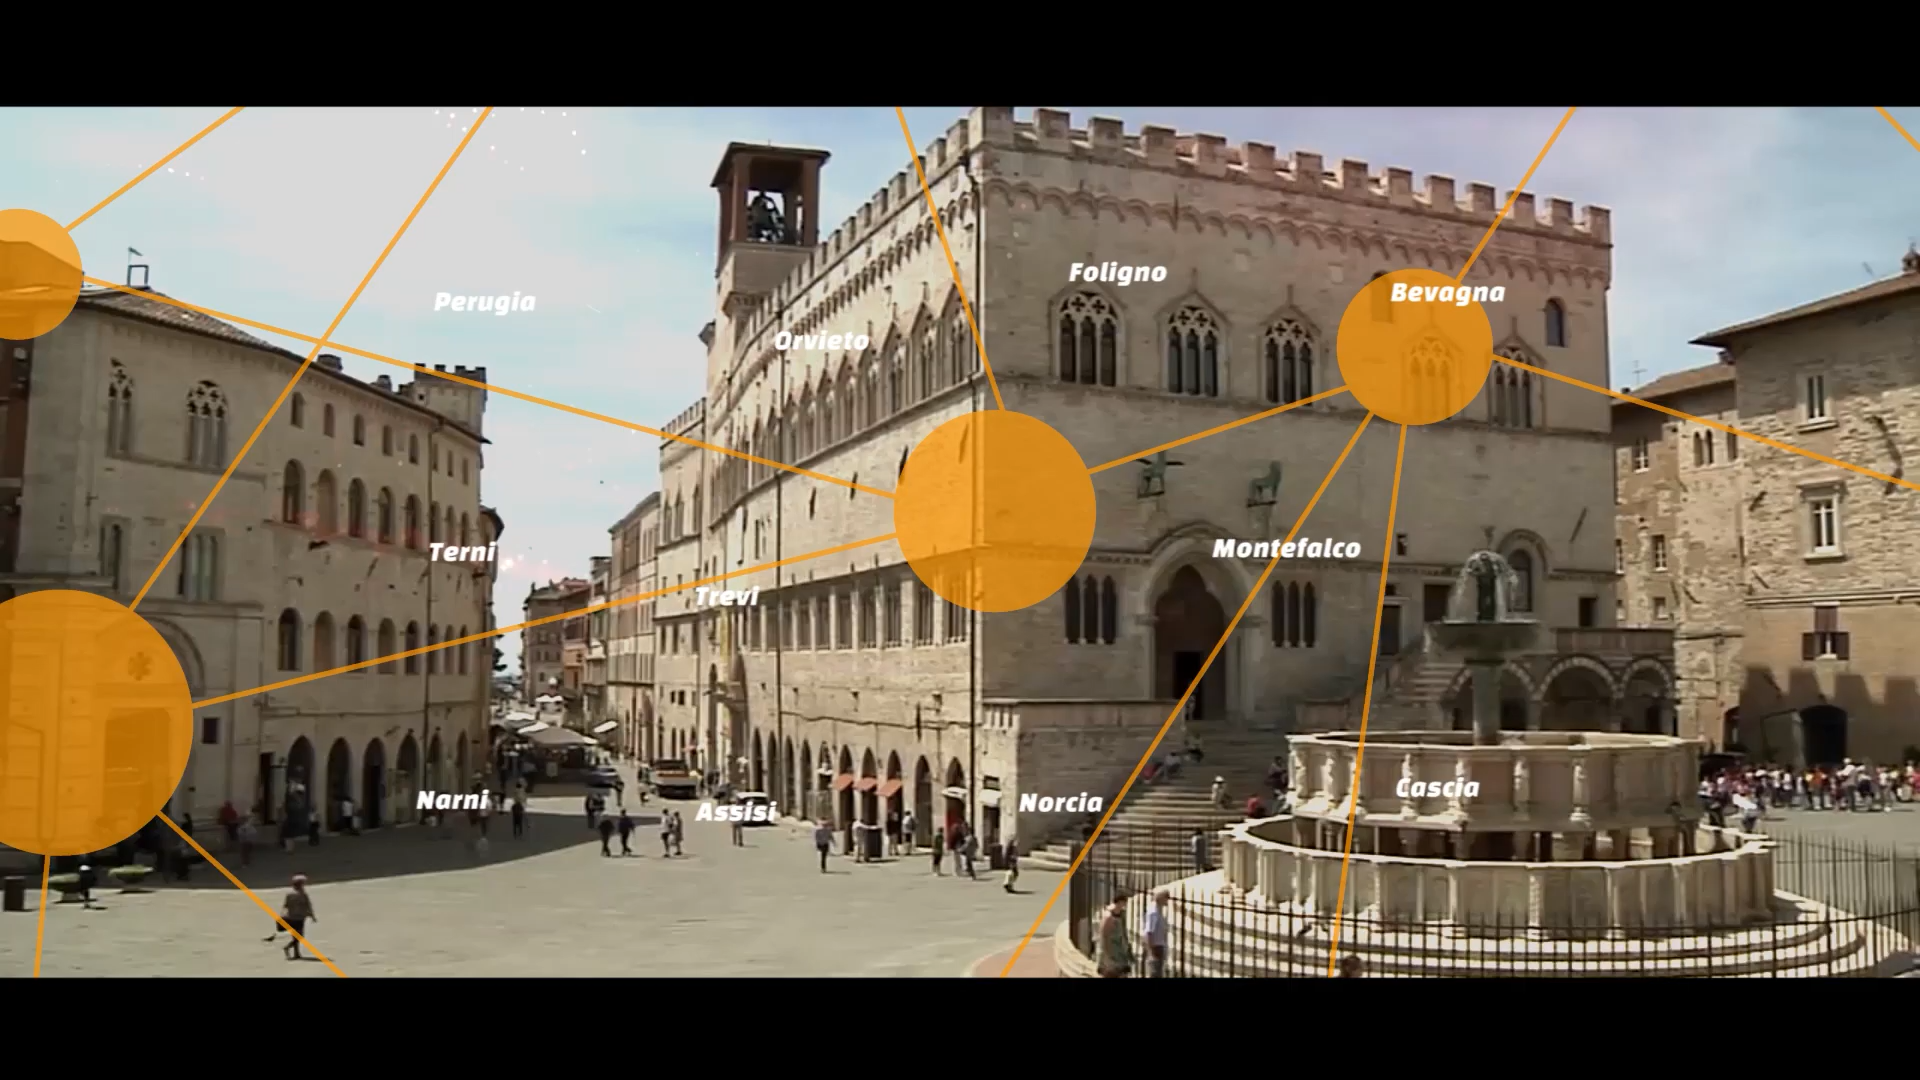 Perugia
Orvieto
Foligno
Bevagna
Terni
Trevi
Montefalco
Narni
Assisi
Norcia
Cascia